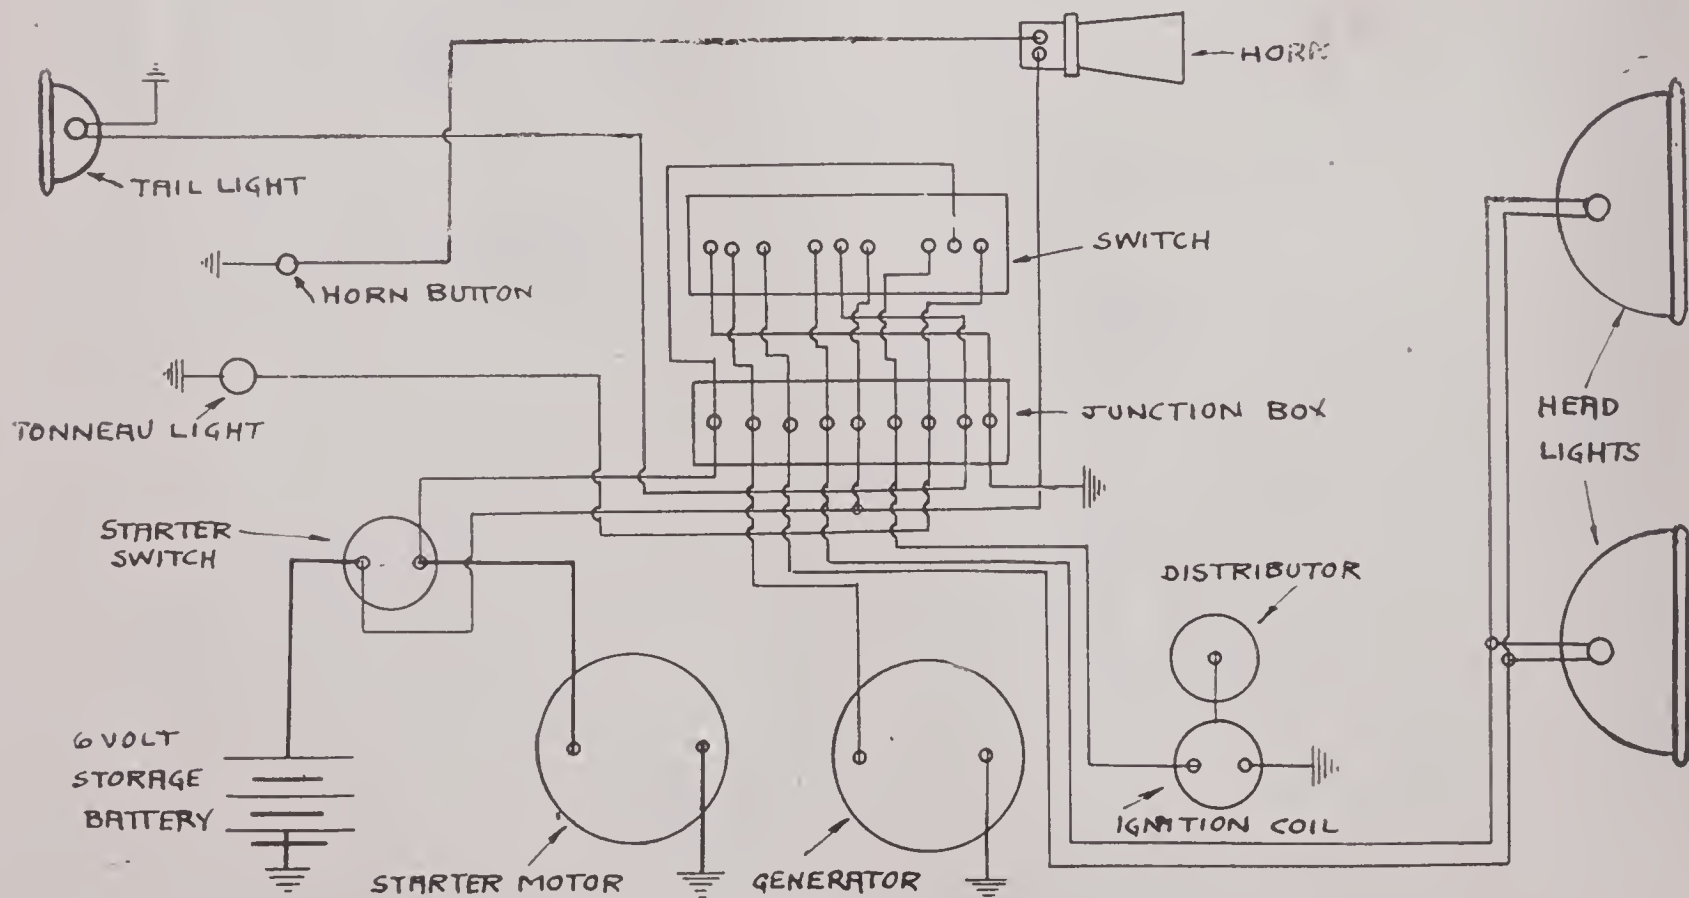 HORN
TAIL LIGHT
SWITCH
HORN BUTTON
TONNEAU LIGHT
JUNCTION BOX
HEAD
LIGHTS
STARTER
SWITCH
DISTRIBUTOR
6 VOLT
STORAGE
BATTERY
IGNITION COIL
STARTER MOTOR
GENERATOR